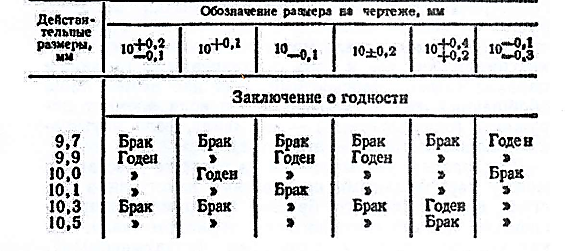 Действительные размеры, мм | Обозначение размера на чертеже, мм
10+0,2 −0,1 | 10+0,1 | 10−0,1 | 10±0,2 | 10+0,4 +0,2 | 10−0,1 −0,3
Заключение о годности
9,7 Брак Брак Брак Брак Брак Годен
9,9 Годен » Годен Годен » »
10,0 » Годен » » » Брак
10,1 » » Брак » » »
10,3 Брак Брак » Брак Годен »
10,5 » » » » Брак »